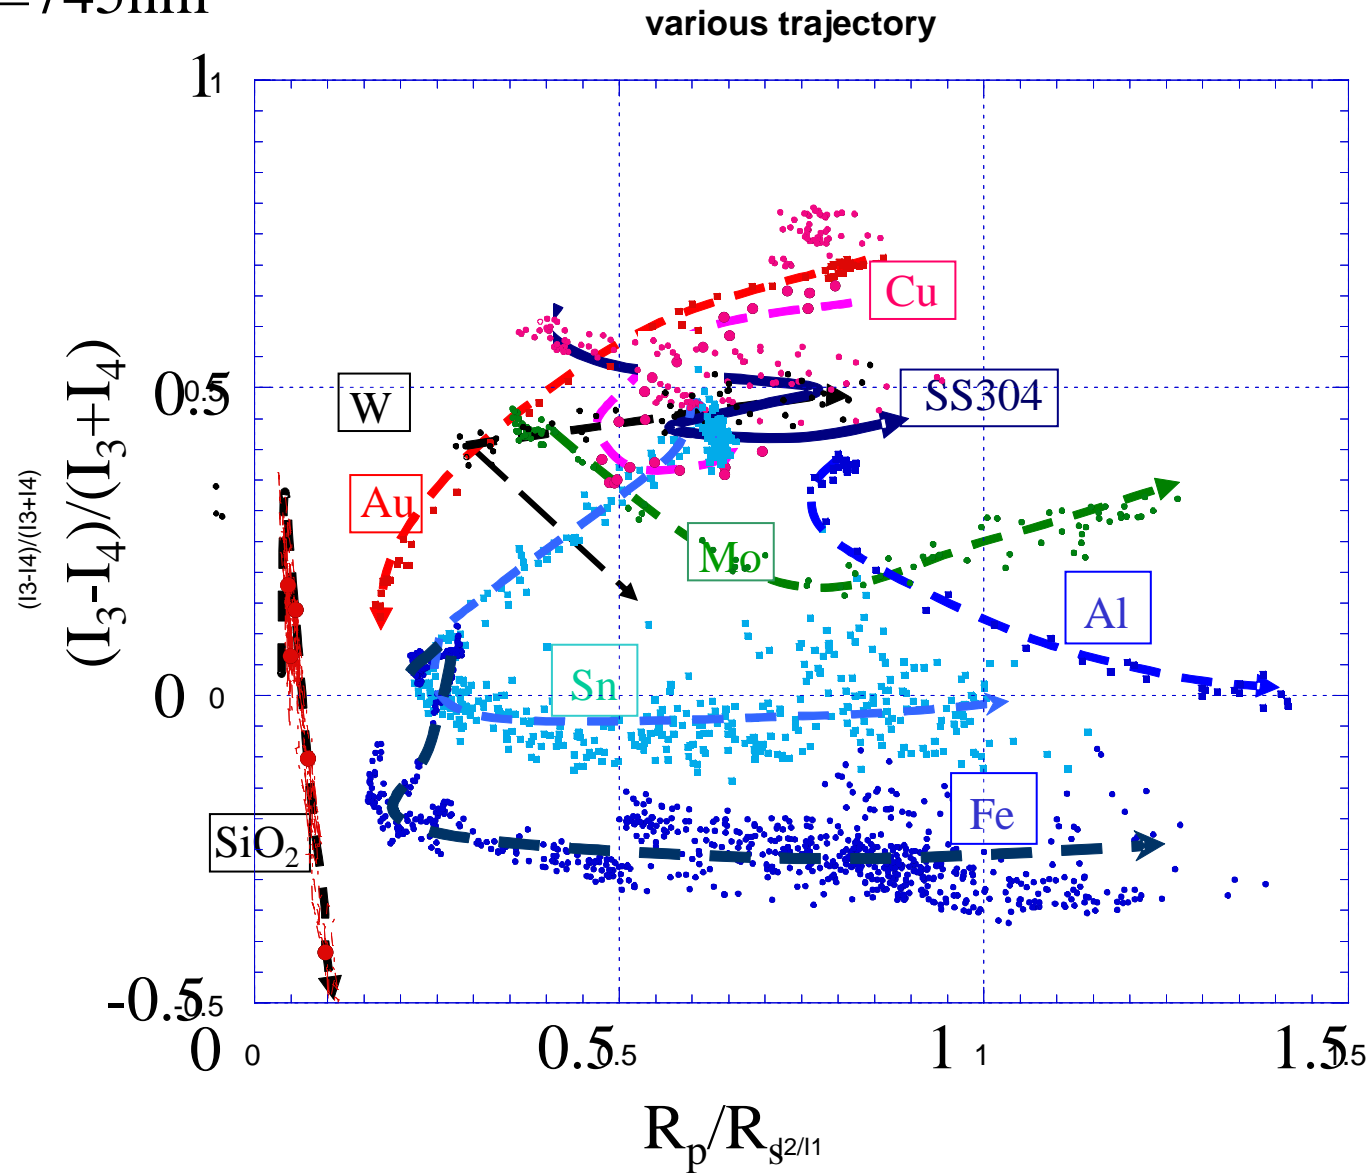 =745nm
various trajectory
1
1
(I3-I4)/(I3+I4)
(I₃-I₄)/(I₃+I₄)
0.5
0
0
-0.5
-0.5
Cu
W
SS304
Au
Mo
Al
Sn
Fe
SiO₂
0
0
0.5
0.5
1
1
1.5
1.5
Rₚ/Rₛ
I2/I1